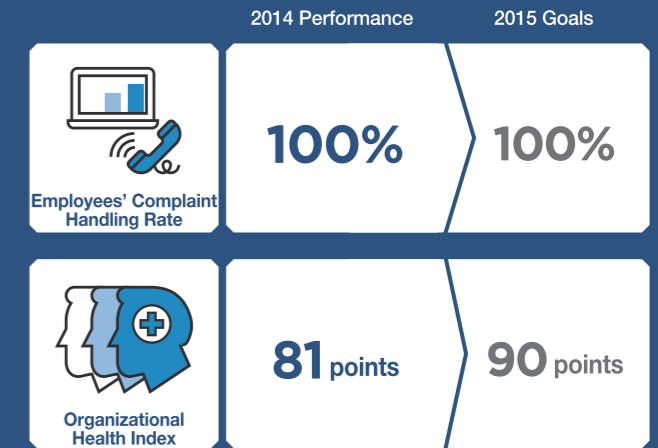 2014 Performance
2015 Goals
Employees’ Complaint
Handling Rate
100%
100%
Organizational
Health Index
81 points
90 points